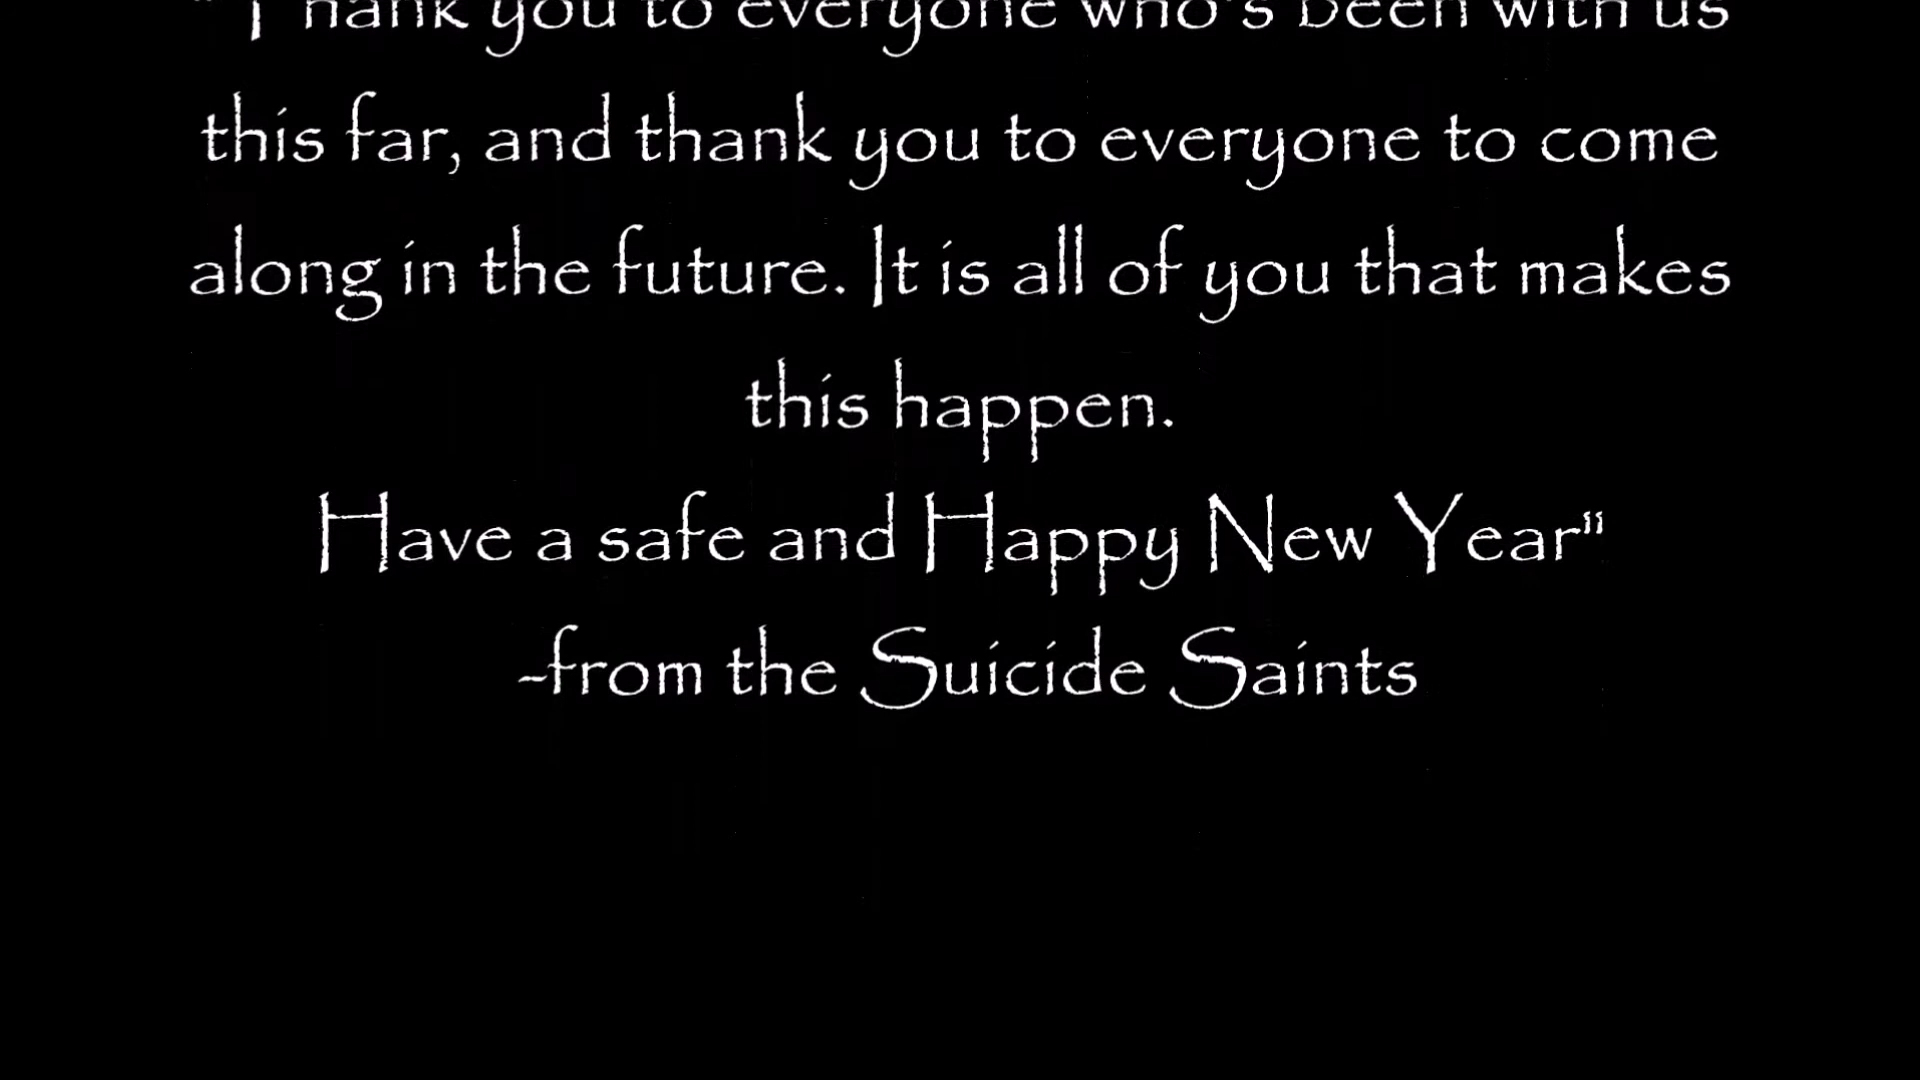 "Thank you to everyone who's been with us
this far, and thank you to everyone to come
along in the future. It is all of you that makes
this happen.
Have a safe and Happy New Year"
-from the Suicide Saints